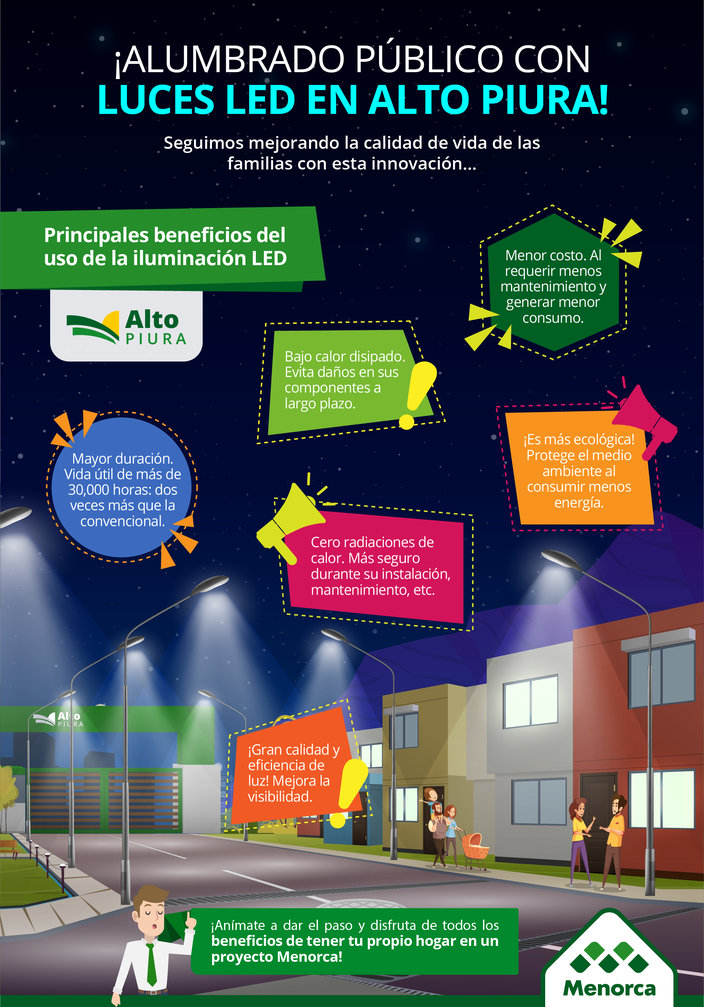 ¡ALUMBRADO PÚBLICO CON
LUCES LED EN ALTO PIURA!
Seguimos mejorando la calidad de vida de las
familias con esta innovación...
Principales beneficios del
uso de la iluminación LED
Alto
PIURA
Menor costo. Al
requerir menos
mantenimiento y
generar menor
consumo.
Bajo calor disipado.
Evita daños en sus
componentes a
largo plazo.
¡Es más ecológica!
Protege el medio
ambiente al
consumir menos
energía.
Mayor duración.
Vida útil de más de
30,000 horas: dos
veces más que la
convencional.
Cero radiaciones de
calor. Más seguro
durante su instalación,
mantenimiento, etc.
Alto
PIURA
¡Gran calidad y
eficiencia de
luz! Mejora la
visibilidad.
¡Anímate a dar el paso y disfruta de todos los
beneficios de tener tu propio hogar en un
proyecto Menorca!
Menorca